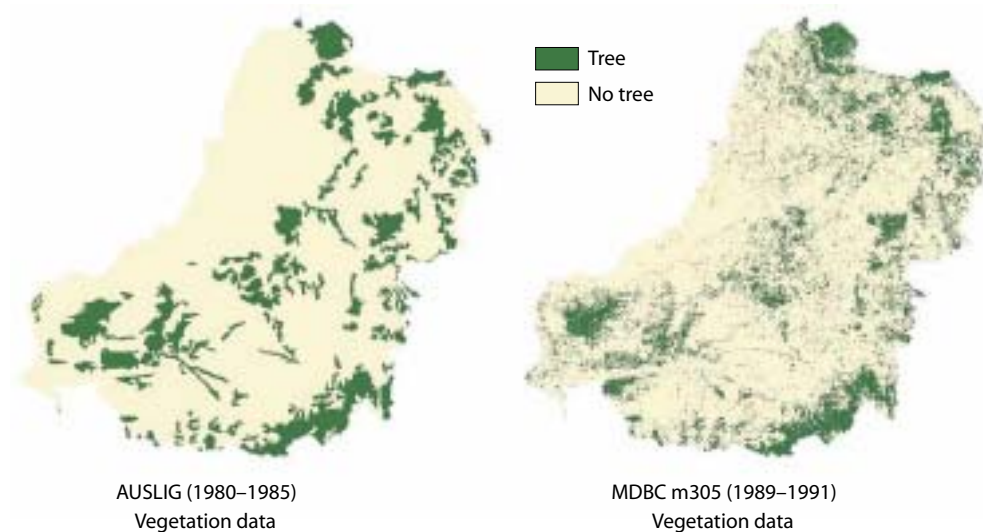 Tree
No tree
AUSLIG (1980–1985)
Vegetation data
MDBC m305 (1989–1991)
Vegetation data